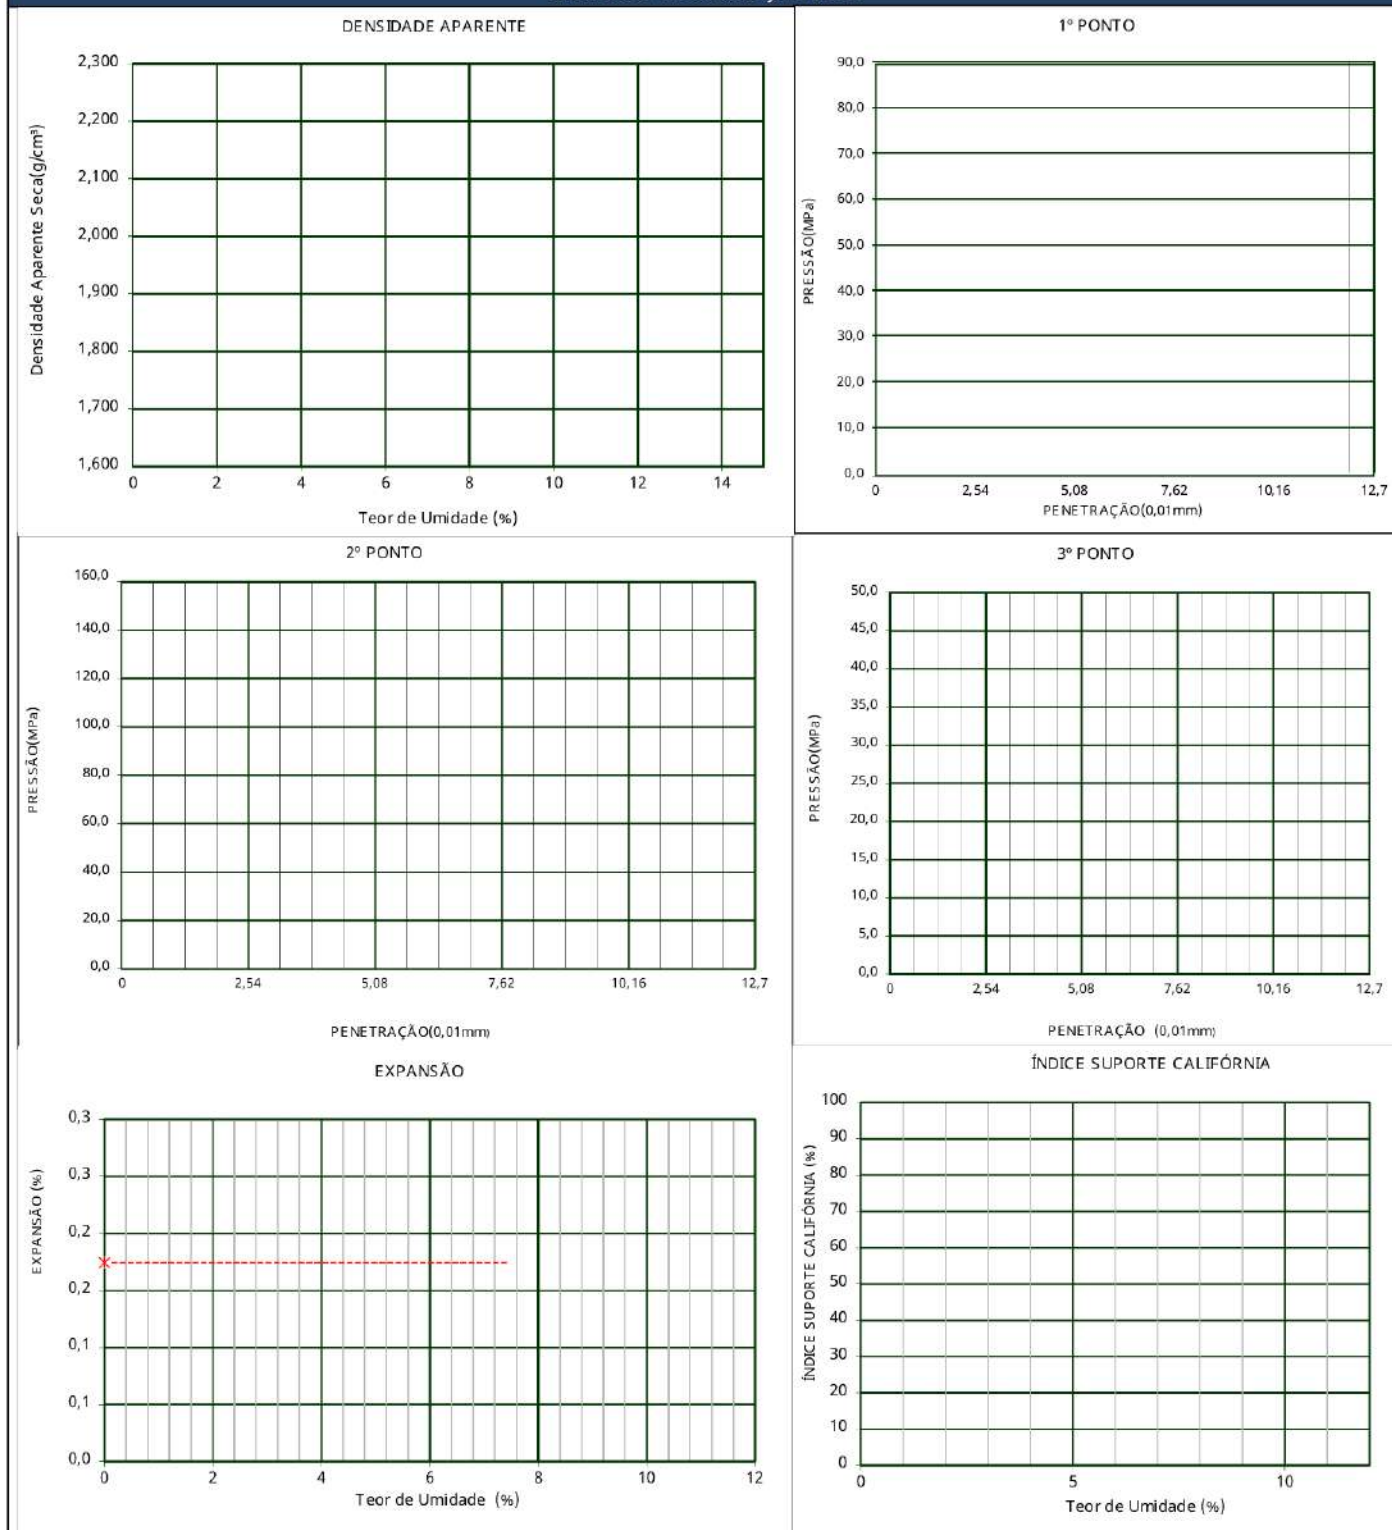 DENSIDADE APARENTE
Densidade Aparente Seca(g/cm³)
2,300
2,200
2,100
2,000
1,900
1,800
1,700
1,600
0 2 4 6 8 10 12 14
Teor de Umidade (%)
1º PONTO
PRESSÃO(MPa)
90,0
80,0
70,0
60,0
50,0
40,0
30,0
20,0
10,0
0,0
0 2,54 5,08 7,62 10,16 12,7
PENETRAÇÃO(0,01mm)
2º PONTO
PRESSÃO(MPa)
160,0
140,0
120,0
100,0
80,0
60,0
40,0
20,0
0,0
0 2,54 5,08 7,62 10,16 12,7
PENETRAÇÃO(0,01mm)
3º PONTO
PRESSÃO(MPa)
50,0
45,0
40,0
35,0
30,0
25,0
20,0
15,0
10,0
5,0
0,0
0 2,54 5,08 7,62 10,16 12,7
PENETRAÇÃO (0,01mm)
EXPANSÃO
EXPANSÃO (%)
0,3
0,3
0,2
0,2
0,1
0,1
0,0
0 2 4 6 8 10 12
Teor de Umidade (%)
ÍNDICE SUPORTE CALIFÓRNIA
ÍNDICE SUPORTE CALIFÓRNIA (%)
100
90
80
70
60
50
40
30
20
10
0
0 5 10
Teor de Umidade (%)